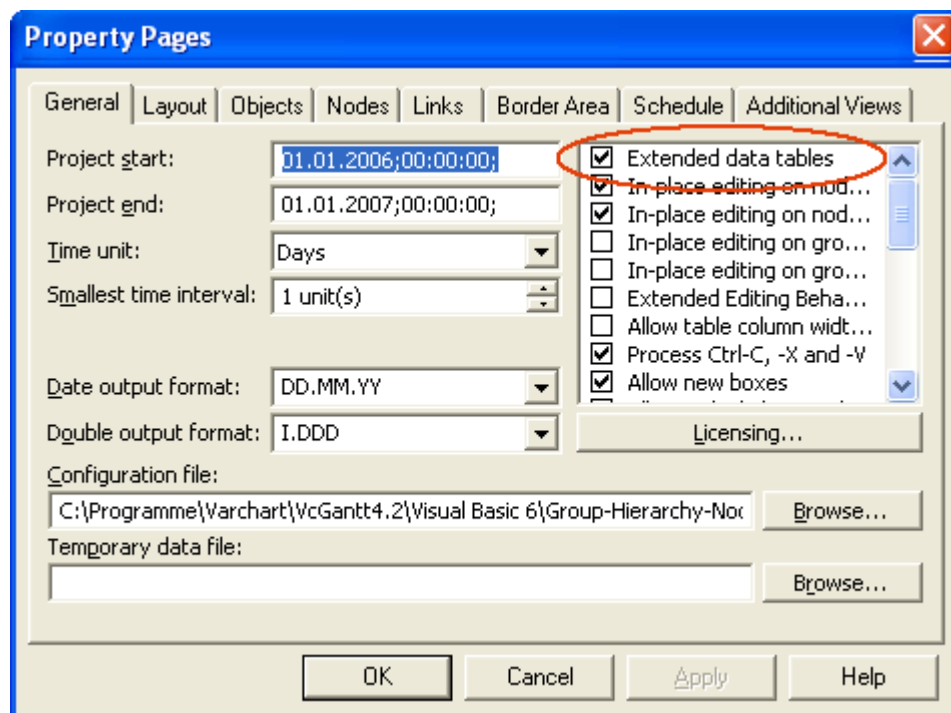 Property Pages
General Layout Objects Nodes Links Border Area Schedule Additional Views
Project start: 01.01.2006;00:00:00;
Project end: 01.01.2007;00:00:00;
Time unit: Days
Smallest time interval: 1 unit(s)
Date output format: DD.MM.YY
Double output format: I.DDD
Extended data tables
In-place editing on nod...
In-place editing on nod...
In-place editing on gro...
In-place editing on gro...
Extended Editing Beha...
Allow table column widt...
Process Ctrl-C, -X and -V
Allow new boxes
Licensing...
Configuration file:
C:\Programme\Varchart\VcGantt4.2\Visual Basic 6\Group-Hierarchy-Noc Browse...
Temporary data file:
Browse...
OK Cancel Apply Help